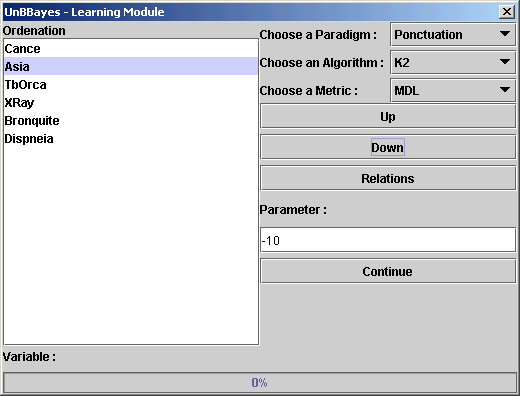 UnBBayes - Learning Module
Ordenation
Cance
Asia
TbOrca
XRay
Bronquite
Dispneia
Choose a Paradigm : Ponctuation
Choose an Algorithm : K2
Choose a Metric : MDL
Up
Down
Relations
Parameter :
-10
Continue
Variable :
0%